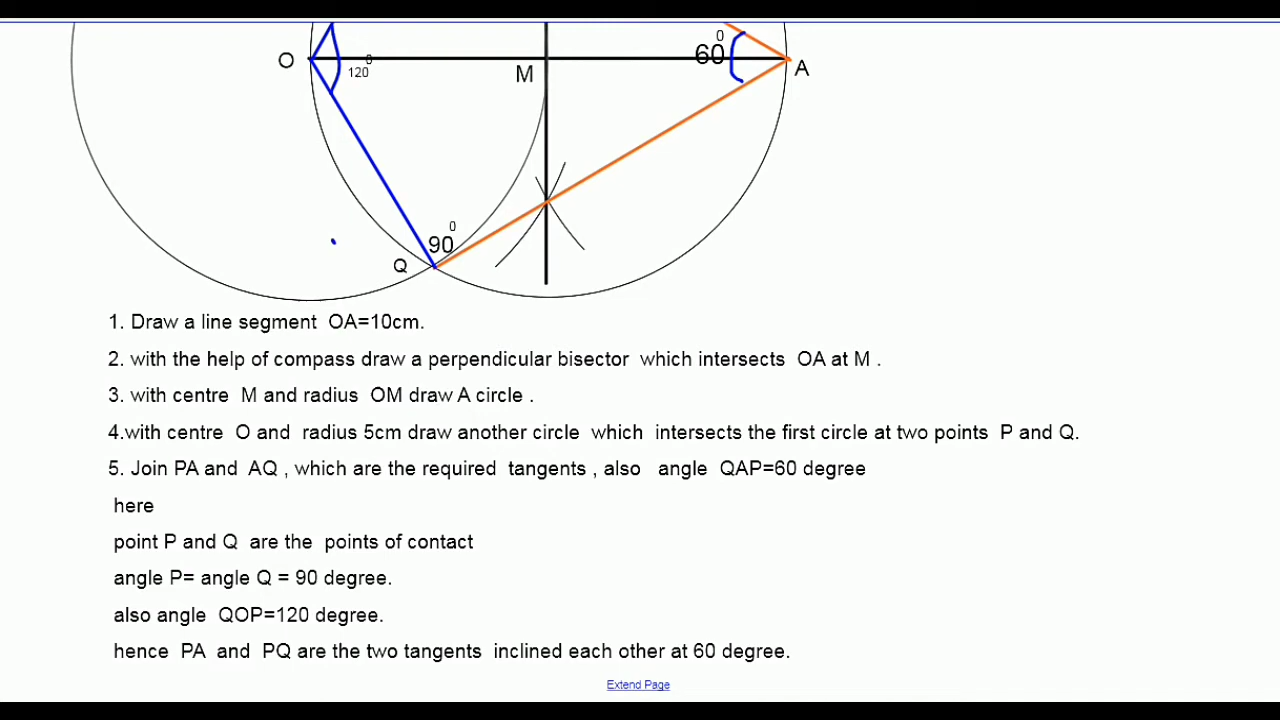 0
60
O
0
120
M
A
0
90
Q
1. Draw a line segment OA=10cm.
2. with the help of compass draw a perpendicular bisector which intersects OA at M .
3. with centre M and radius OM draw A circle .
4.with centre O and radius 5cm draw another circle which intersects the first circle at two points P and Q.
5. Join PA and AQ , which are the required tangents , also angle QAP=60 degree
here
point P and Q are the points of contact
angle P= angle Q = 90 degree.
also angle QOP=120 degree.
hence PA and PQ are the two tangents inclined each other at 60 degree.
Extend Page